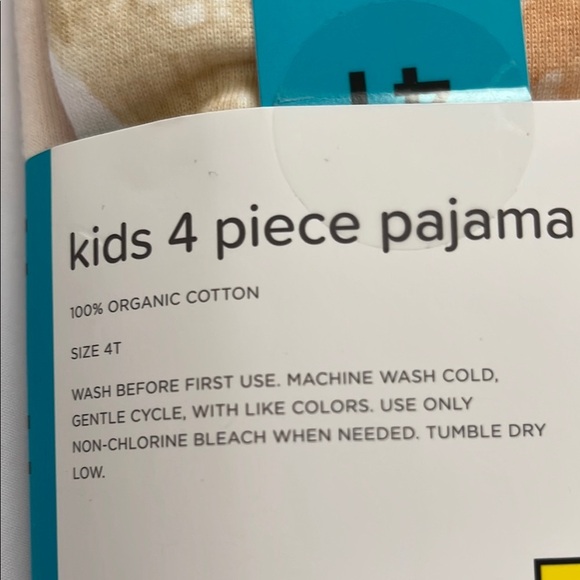 kids 4 piece pajama
100% ORGANIC COTTON
SIZE 4T
WASH BEFORE FIRST USE. MACHINE WASH COLD,
GENTLE CYCLE, WITH LIKE COLORS. USE ONLY
NON-CHLORINE BLEACH WHEN NEEDED. TUMBLE DRY
LOW.